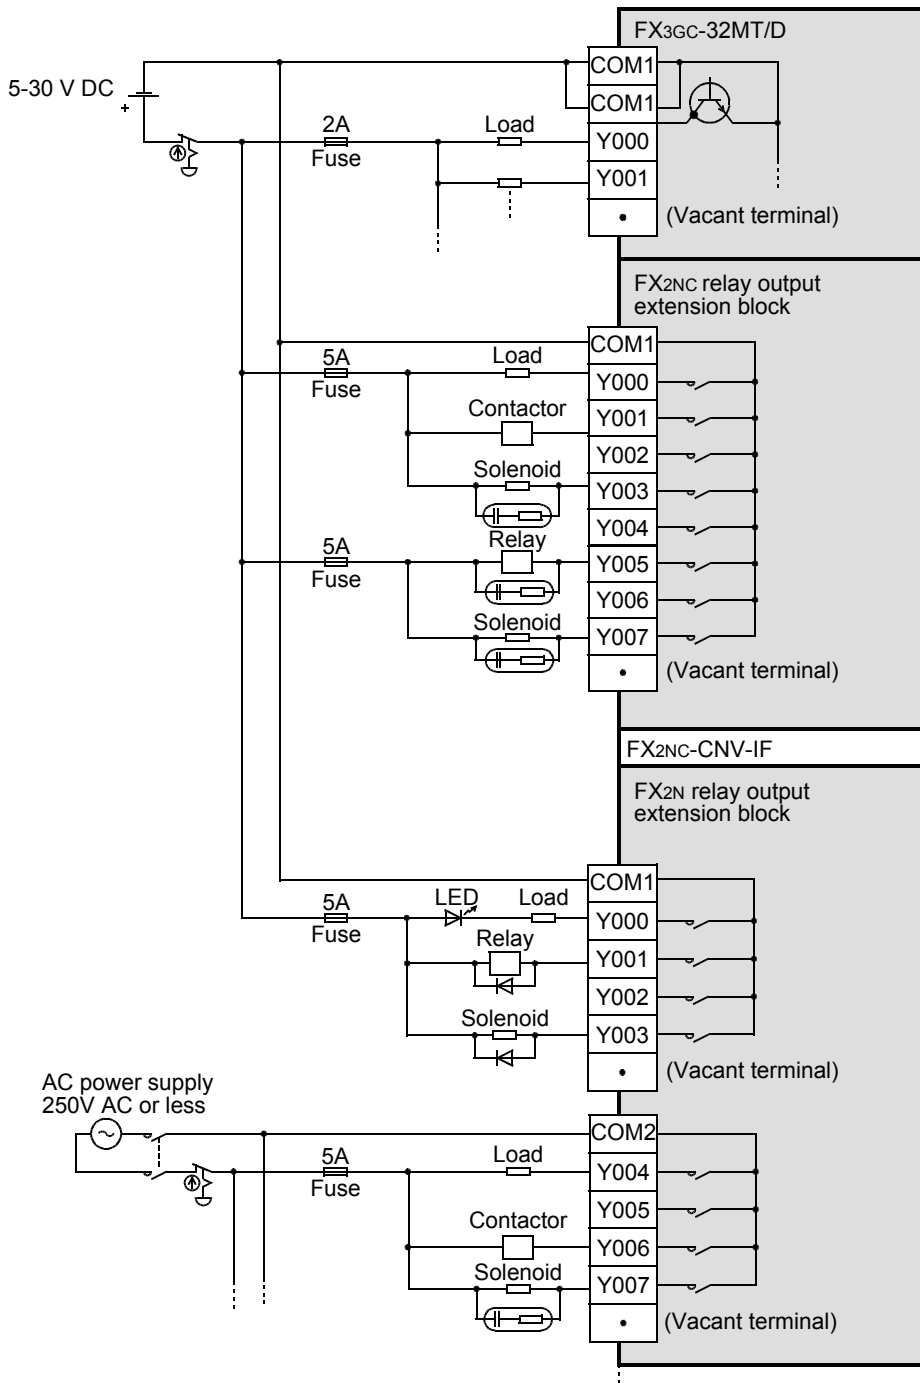 FX3GC-32MT/D
5-30 V DC
+
COM1
COM1
2A
Fuse
Load
Y000
Y001
(Vacant terminal)
FX2NC relay output
extension block
COM1
5A
Fuse
Load
Y000
Contactor
Y001
Y002
Solenoid
Y003
Y004
5A
Fuse
Relay
Y005
Y006
Solenoid
Y007
(Vacant terminal)
FX2NC-CNV-IF
FX2N relay output
extension block
COM1
5A
Fuse
LED
Load
Y000
Relay
Y001
Y002
Solenoid
Y003
(Vacant terminal)
AC power supply
250V AC or less
COM2
5A
Fuse
Load
Y004
Y005
Contactor
Y006
Solenoid
Y007
(Vacant terminal)